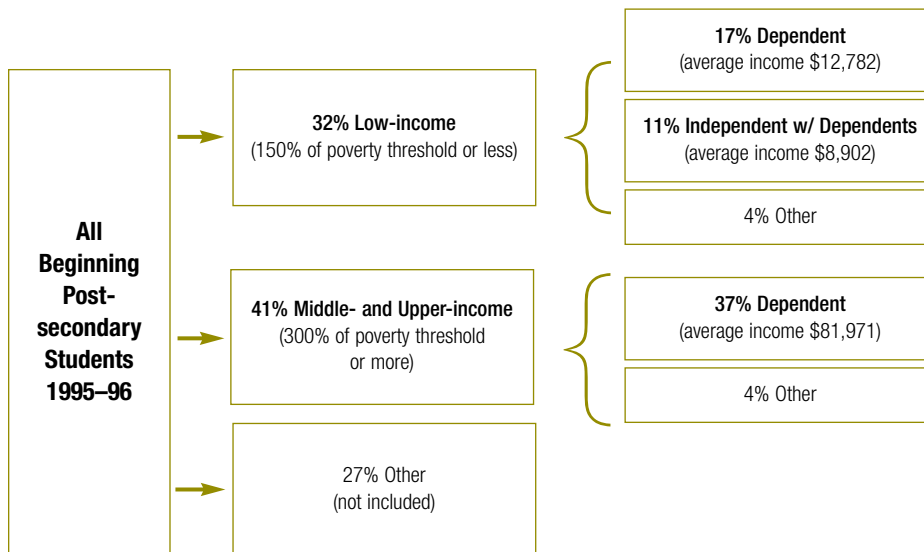 All
Beginning
Post-
secondary
Students
1995–96
32% Low-income
(150% of poverty threshold or less)
17% Dependent
(average income $12,782)
11% Independent w/ Dependents
(average income $8,902)
4% Other
41% Middle- and Upper-income
(300% of poverty threshold
or more)
37% Dependent
(average income $81,971)
4% Other
27% Other
(not included)